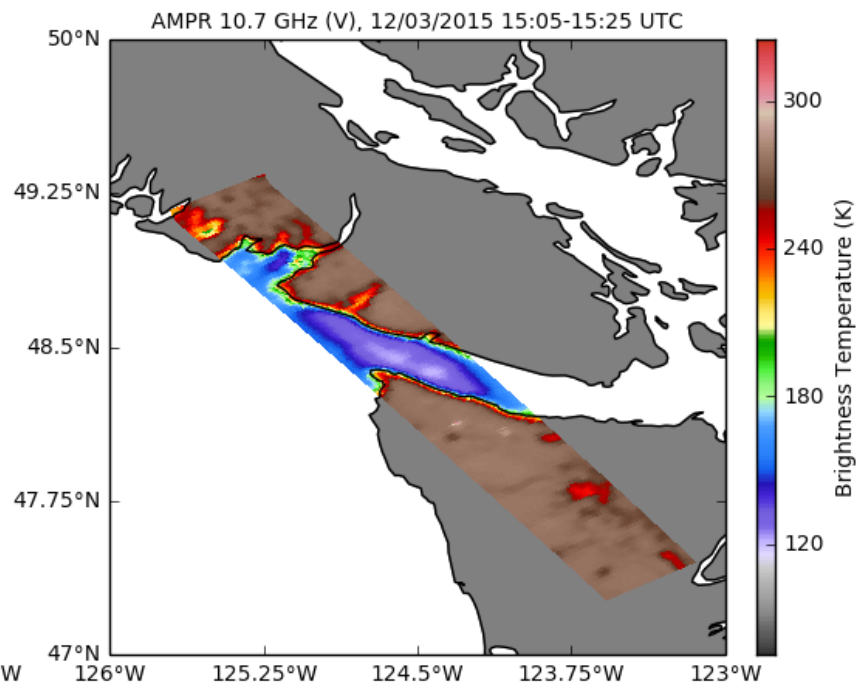 AMPR 10.7 GHz (V), 12/03/2015 15:05-15:25 UTC
50°N
49.25°N
48.5°N
47.75°N
47°N
W
126°W
125.25°W
124.5°W
123.75°W
123°W
300
240
180
120
Brightness Temperature (K)